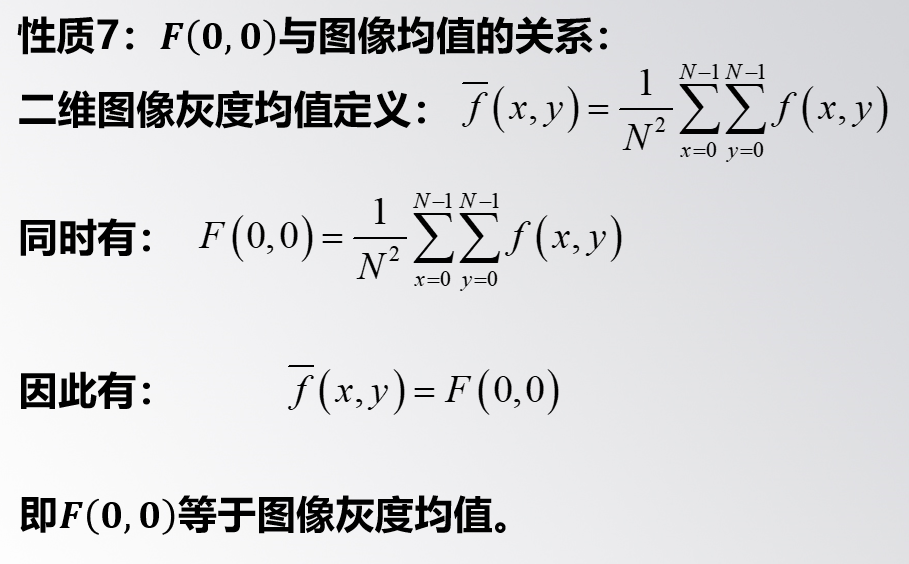 性质7：F(0,0)与图像均值的关系：
二维图像灰度均值定义： f̅(x,y)=1/N² ∑_{x=0}^{N−1}∑_{y=0}^{N−1} f(x,y)
同时有： F(0,0)=1/N² ∑_{x=0}^{N−1}∑_{y=0}^{N−1} f(x,y)
因此有： f̅(x,y)=F(0,0)
即F(0,0)等于图像灰度均值。